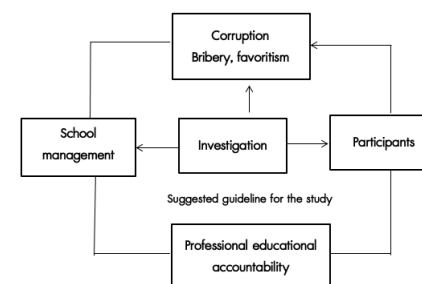 Corruption
Bribery, favoritism
School
management
Investigation
Participants
Suggested guideline for the study
Professional educational
accountability